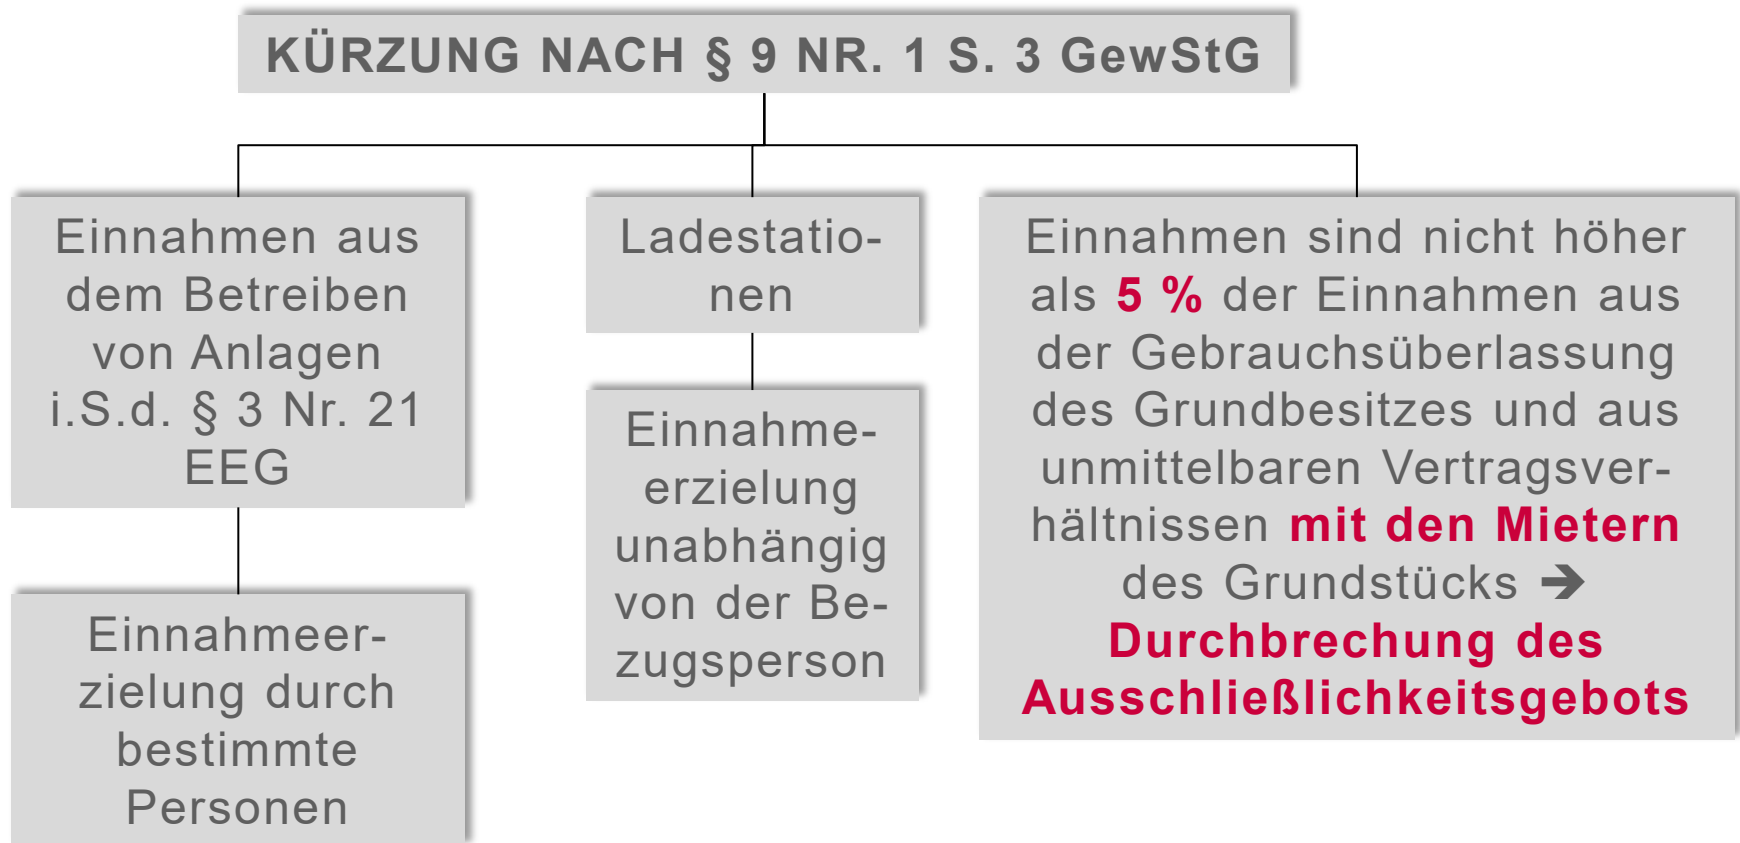 KÜRZUNG NACH § 9 NR. 1 S. 3 GewStG
Einnahmen aus
dem Betreiben
von Anlagen
i.S.d. § 3 Nr. 21
EEG
Einnahmeer-
zielung durch
bestimmte
Personen
Ladestatio-
nen
Einnahme-
erzielung
unabhängig
von der Be-
zugsperson
Einnahmen sind nicht höher
als 5 % der Einnahmen aus
der Gebrauchsüberlassung
des Grundbesitzes und aus
unmittelbaren Vertragsver-
hältnissen mit den Mietern
des Grundstücks ➔
Durchbrechung des
Ausschließlichkeitsgebots